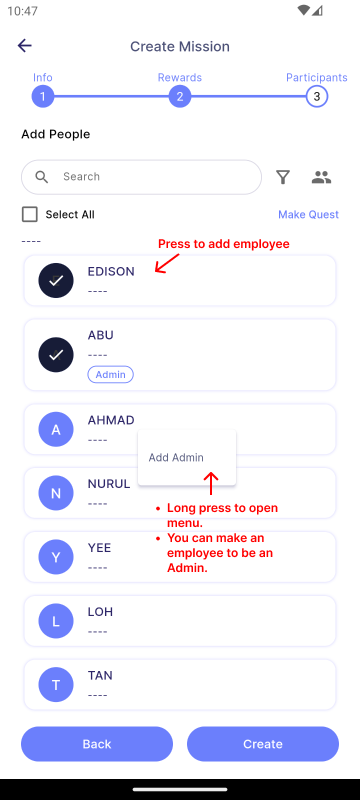 10:47
Create Mission
Info
Rewards
Participants
1
2
3
Add People
Search
Select All
Make Quest
----
Press to add employee
EDISON
----
ABU
----
Admin
A
AHMAD
----
Add Admin
N
NURUL
----
• Long press to open
menu.
• You can make an
employee to be an
Admin.
Y
YEE
----
L
LOH
----
T
TAN
----
Back
Create